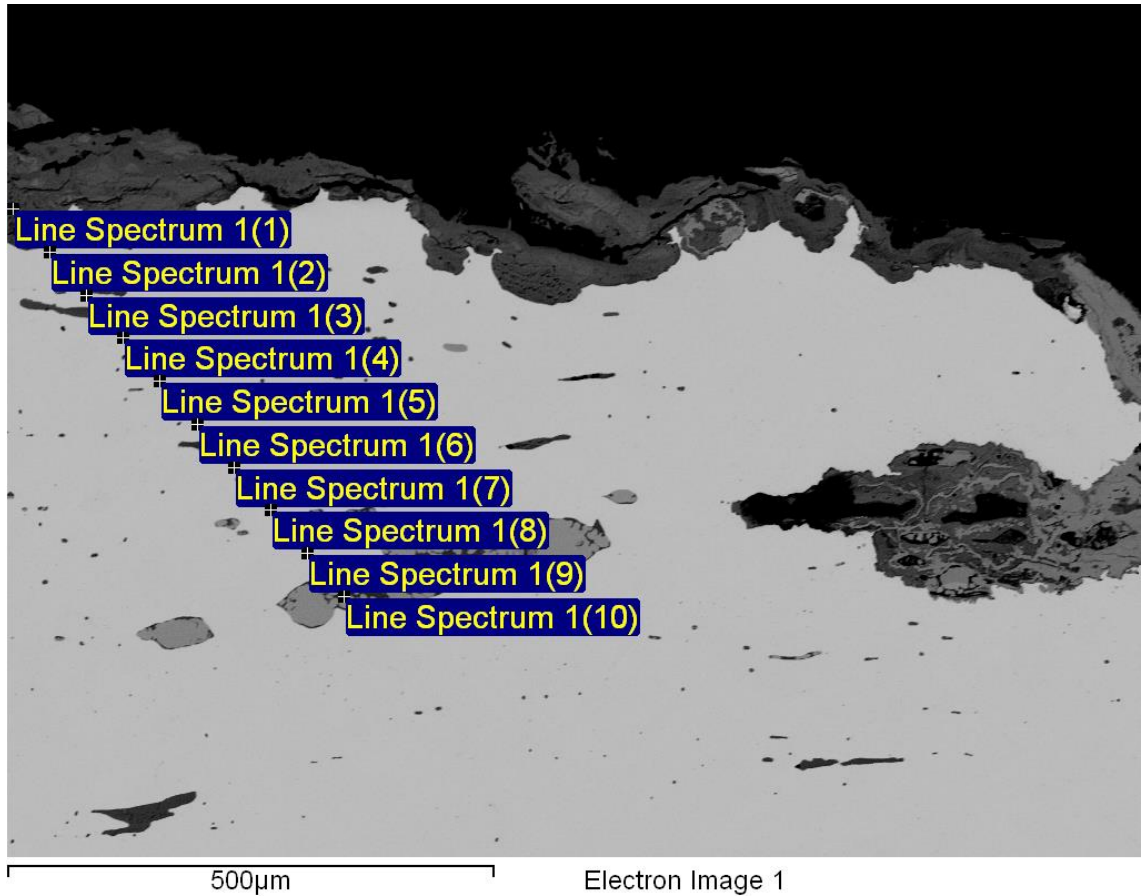 Line Spectrum 1(1)
Line Spectrum 1(2)
Line Spectrum 1(3)
Line Spectrum 1(4)
Line Spectrum 1(5)
Line Spectrum 1(6)
Line Spectrum 1(7)
Line Spectrum 1(8)
Line Spectrum 1(9)
Line Spectrum 1(10)
500µm Electron Image 1